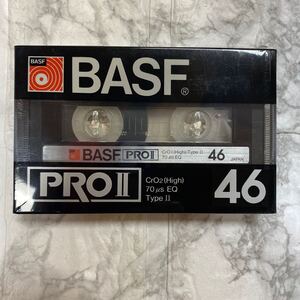 BASF
BASF®
BASF PRO II CrO2(High) Type II 70 µs EQ 46 JAPAN
PRO II CrO2(High) 46
70 µs EQ
Type II